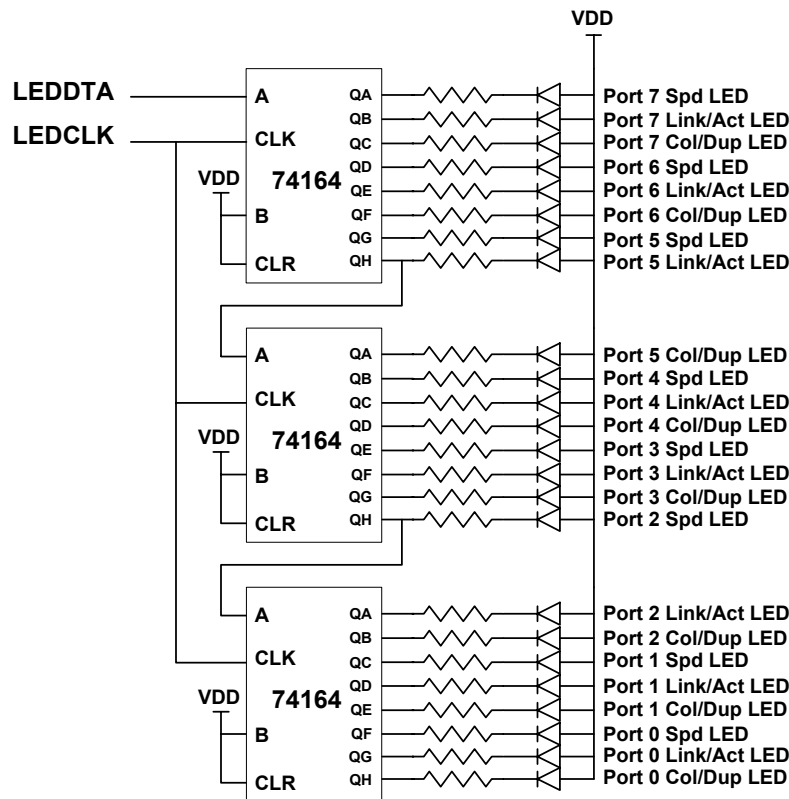 VDD
LEDDTA
A
QA
Port 7 Spd LED
QB
Port 7 Link/Act LED
LEDCLK
CLK
QC
Port 7 Col/Dup LED
VDD
74164
QD
Port 6 Spd LED
QE
Port 6 Link/Act LED
B
QF
Port 6 Col/Dup LED
QG
Port 5 Spd LED
CLR
QH
Port 5 Link/Act LED
A
QA
Port 5 Col/Dup LED
QB
Port 4 Spd LED
CLK
QC
Port 4 Link/Act LED
VDD
74164
QD
Port 4 Col/Dup LED
QE
Port 3 Spd LED
B
QF
Port 3 Link/Act LED
QG
Port 3 Col/Dup LED
CLR
QH
Port 2 Spd LED
A
QA
Port 2 Link/Act LED
QB
Port 2 Col/Dup LED
CLK
QC
Port 1 Spd LED
VDD
74164
QD
Port 1 Link/Act LED
QE
Port 1 Col/Dup LED
B
QF
Port 0 Spd LED
QG
Port 0 Link/Act LED
CLR
QH
Port 0 Col/Dup LED